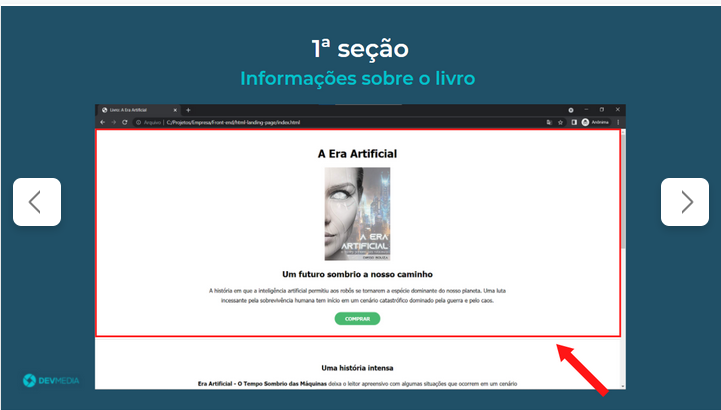 1ª seção
Informações sobre o livro
Livro: A Era Artificial
Arquivo | C:/Projetos/Empresa/Front-end/html-landing-page/index.html
Anônima
A Era Artificial
A ERA
ARTIFICIAL
Um futuro sombrio a nosso caminho
A história em que a inteligência artificial permitiu aos robôs se tornarem a espécie dominante do nosso planeta. Uma luta
incessante pela sobrevivência humana tem início em um cenário catastrófico dominado pela guerra e pelo caos.
COMPRAR
Uma história intensa
Era Artificial - O Tempo Sombrio das Máquinas deixa o leitor apreensivo com algumas situações que ocorrem em um cenário
DEVMEDIA